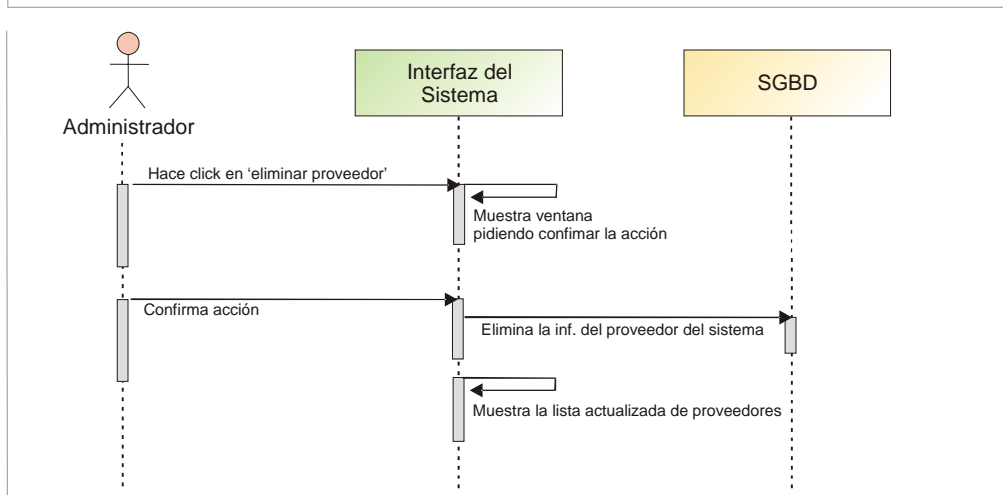 Interfaz del
Sistema
SGBD
Administrador
Hace click en ‘eliminar proveedor’
Muestra ventana
pidiendo confimar la acción
Confirma acción
Elimina la inf. del proveedor del sistema
Muestra la lista actualizada de proveedores